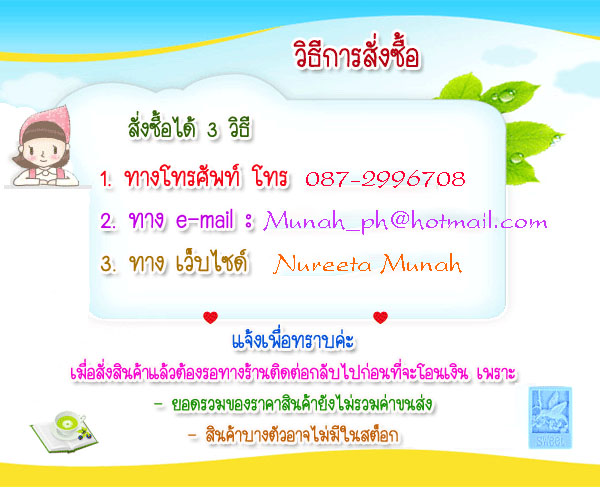 วิธีการสั่งซื้อ
สั่งซื้อได้ 3 วิธี
1. ทางโทรศัพท์ โทร 087-2996708
2. ทาง e-mail : Munah_ph@hotmail.com
3. ทาง เว็บไซด์ Nureeta Munah
แจ้งเพื่อทราบค่ะ
เมื่อสั่งสินค้าแล้วต้องรอทางร้านติดต่อกลับไปก่อนที่จะโอนเงิน เพราะ
- ยอดรวมของราคาสินค้ายังไม่รวมค่าขนส่ง
- สินค้าบางตัวอาจไม่มีในสต็อก
sweet